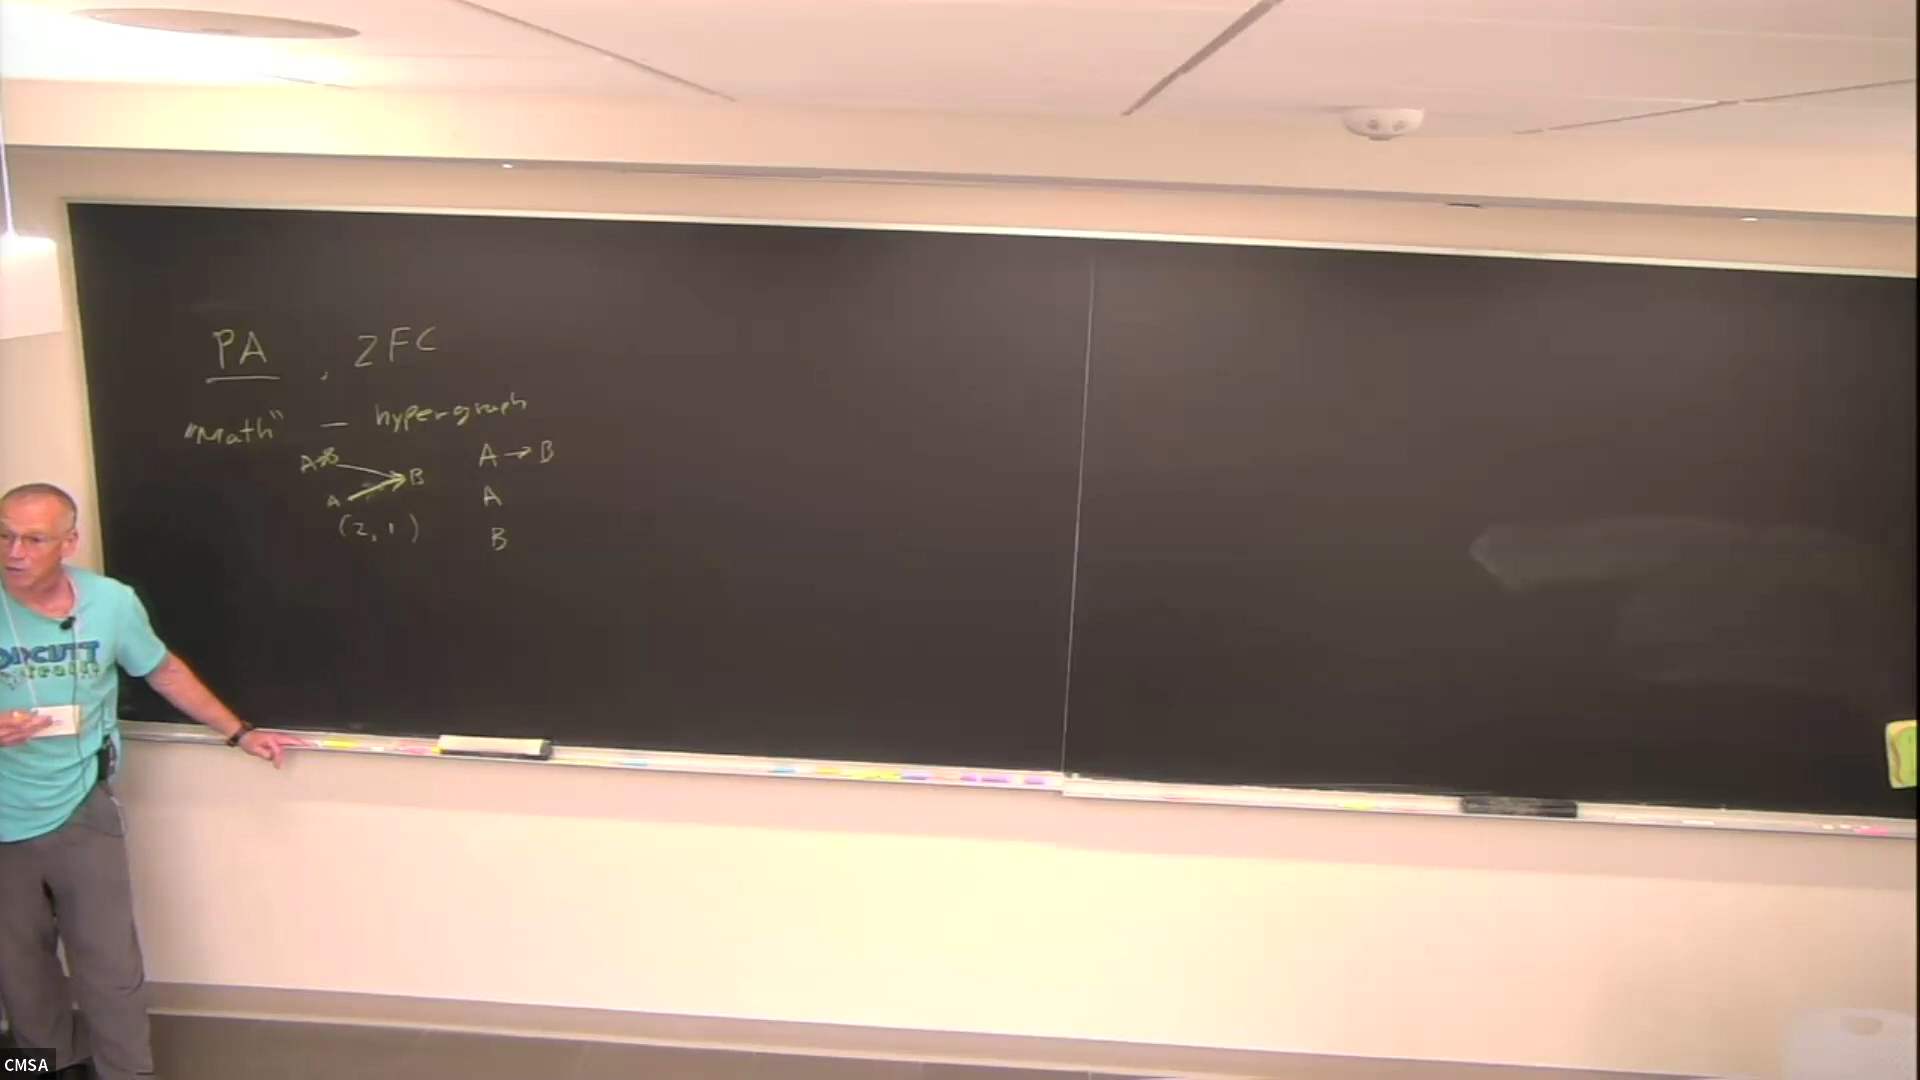 PA , ZFC
"Math" — hypergraph
A→B → B
A
(2, 1)
A → B
A
B
CMSA